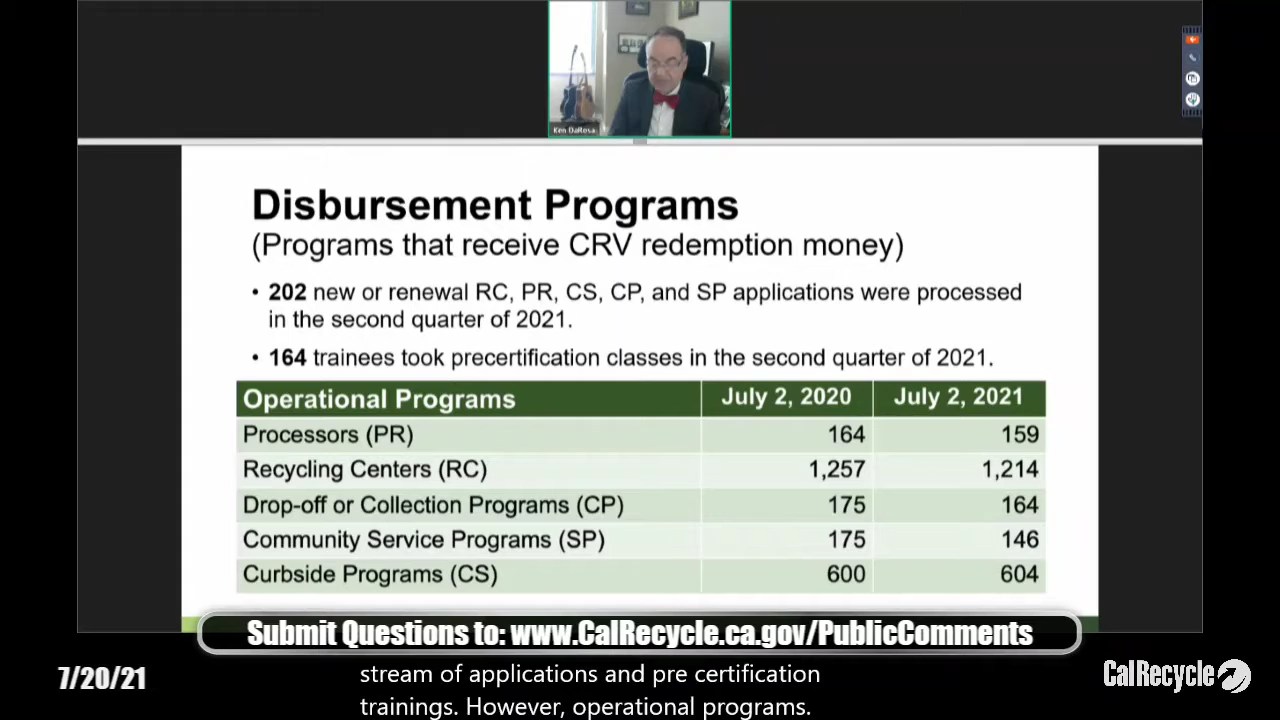 Kim DaRosa
Disbursement Programs
(Programs that receive CRV redemption money)
• 202 new or renewal RC, PR, CS, CP, and SP applications were processed
in the second quarter of 2021.
• 164 trainees took precertification classes in the second quarter of 2021.
Operational Programs July 2, 2020 July 2, 2021
Processors (PR) 164 159
Recycling Centers (RC) 1,257 1,214
Drop-off or Collection Programs (CP) 175 164
Community Service Programs (SP) 175 146
Curbside Programs (CS) 600 604
Submit Questions to: www.CalRecycle.ca.gov/PublicComments
7/20/21
stream of applications and pre certification
trainings. However, operational programs.
CalRecycle